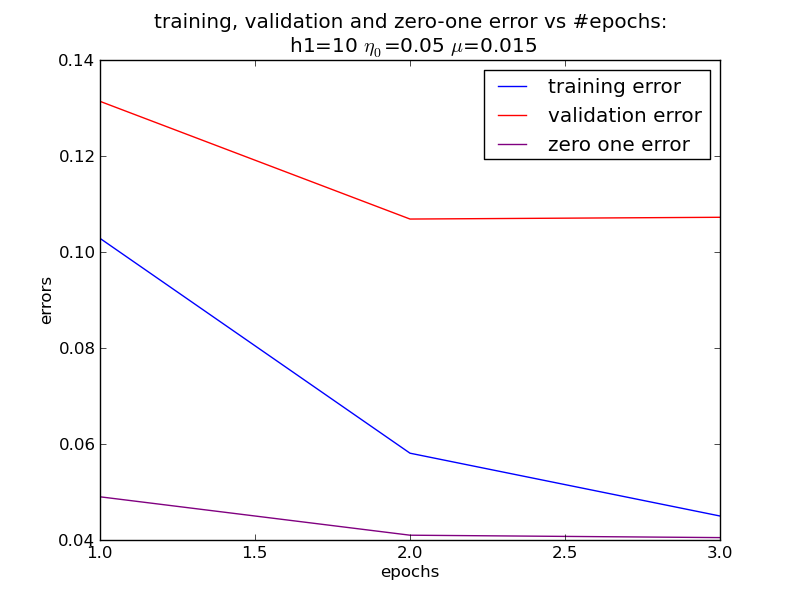 training, validation and zero-one error vs #epochs:
h1=10 η₀=0.05 μ=0.015
0.14
training error
validation error
zero one error
0.12
0.10
errors
0.08
0.06
0.04
1.0 1.5 2.0 2.5 3.0
epochs